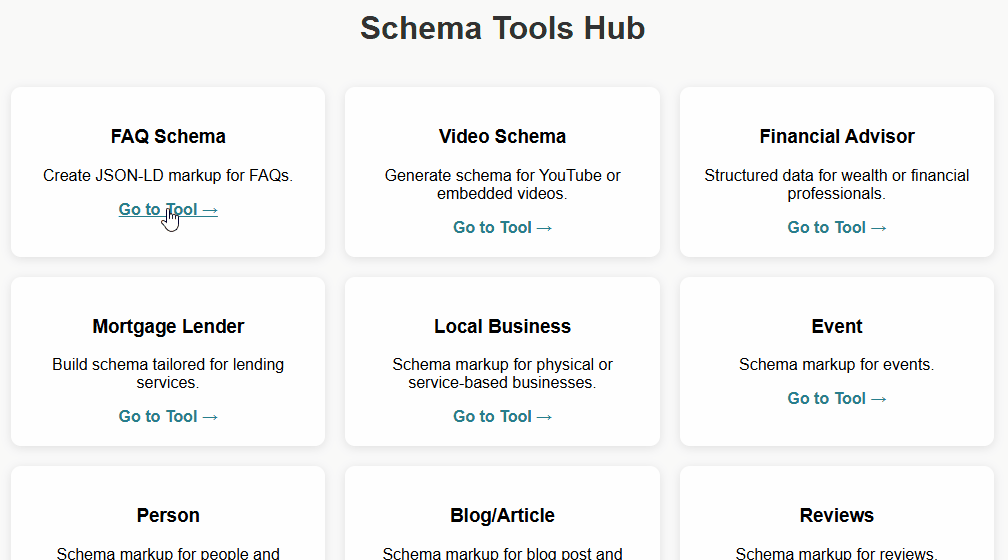 Schema Tools Hub
FAQ Schema
Create JSON-LD markup for FAQs.
Go to Tool →
Video Schema
Generate schema for YouTube or
embedded videos.
Go to Tool →
Financial Advisor
Structured data for wealth or financial
professionals.
Go to Tool →
Mortgage Lender
Build schema tailored for lending
services.
Go to Tool →
Local Business
Schema markup for physical or
service-based businesses.
Go to Tool →
Event
Schema markup for events.
Go to Tool →
Person
Schema markup for people and
Blog/Article
Schema markup for blog post and
Reviews
Schema markup for reviews.